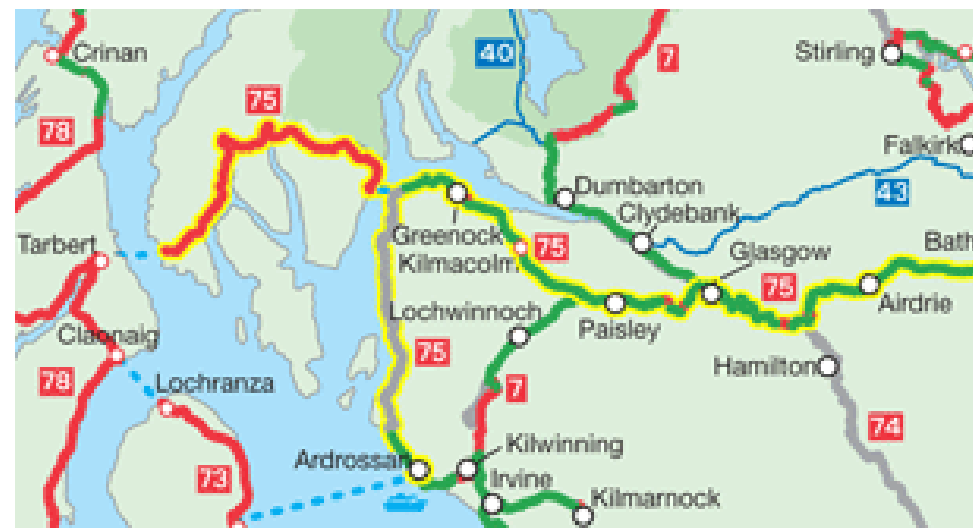 Crinan
40
7
Stirling
75
78
Falkirk
Dumbarton
43
Clydebank
Tarbert
Greenock
75
Bath
Kilmacolm
Glasgow
75
Airdrie
Lochwinnoch
Paisley
Claonaig
75
Hamilton
78
Lochranza
7
74
Kilwinning
Ardrossan
73
Irvine
Kilmarnock